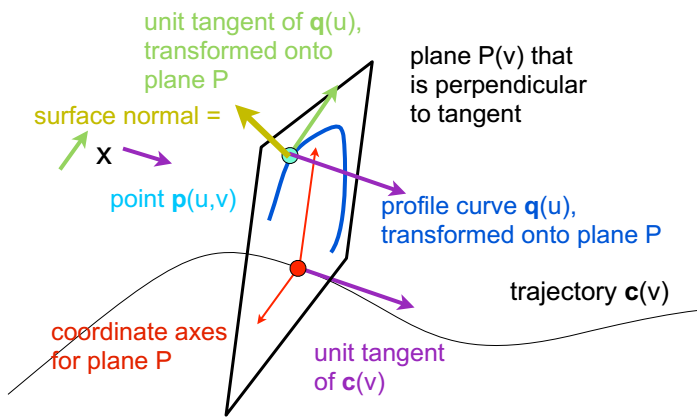 unit tangent of q(u),
transformed onto
plane P
plane P(v) that
is perpendicular
to tangent
surface normal =
x
point p(u,v)
profile curve q(u),
transformed onto plane P
trajectory c(v)
coordinate axes
for plane P
unit tangent
of c(v)